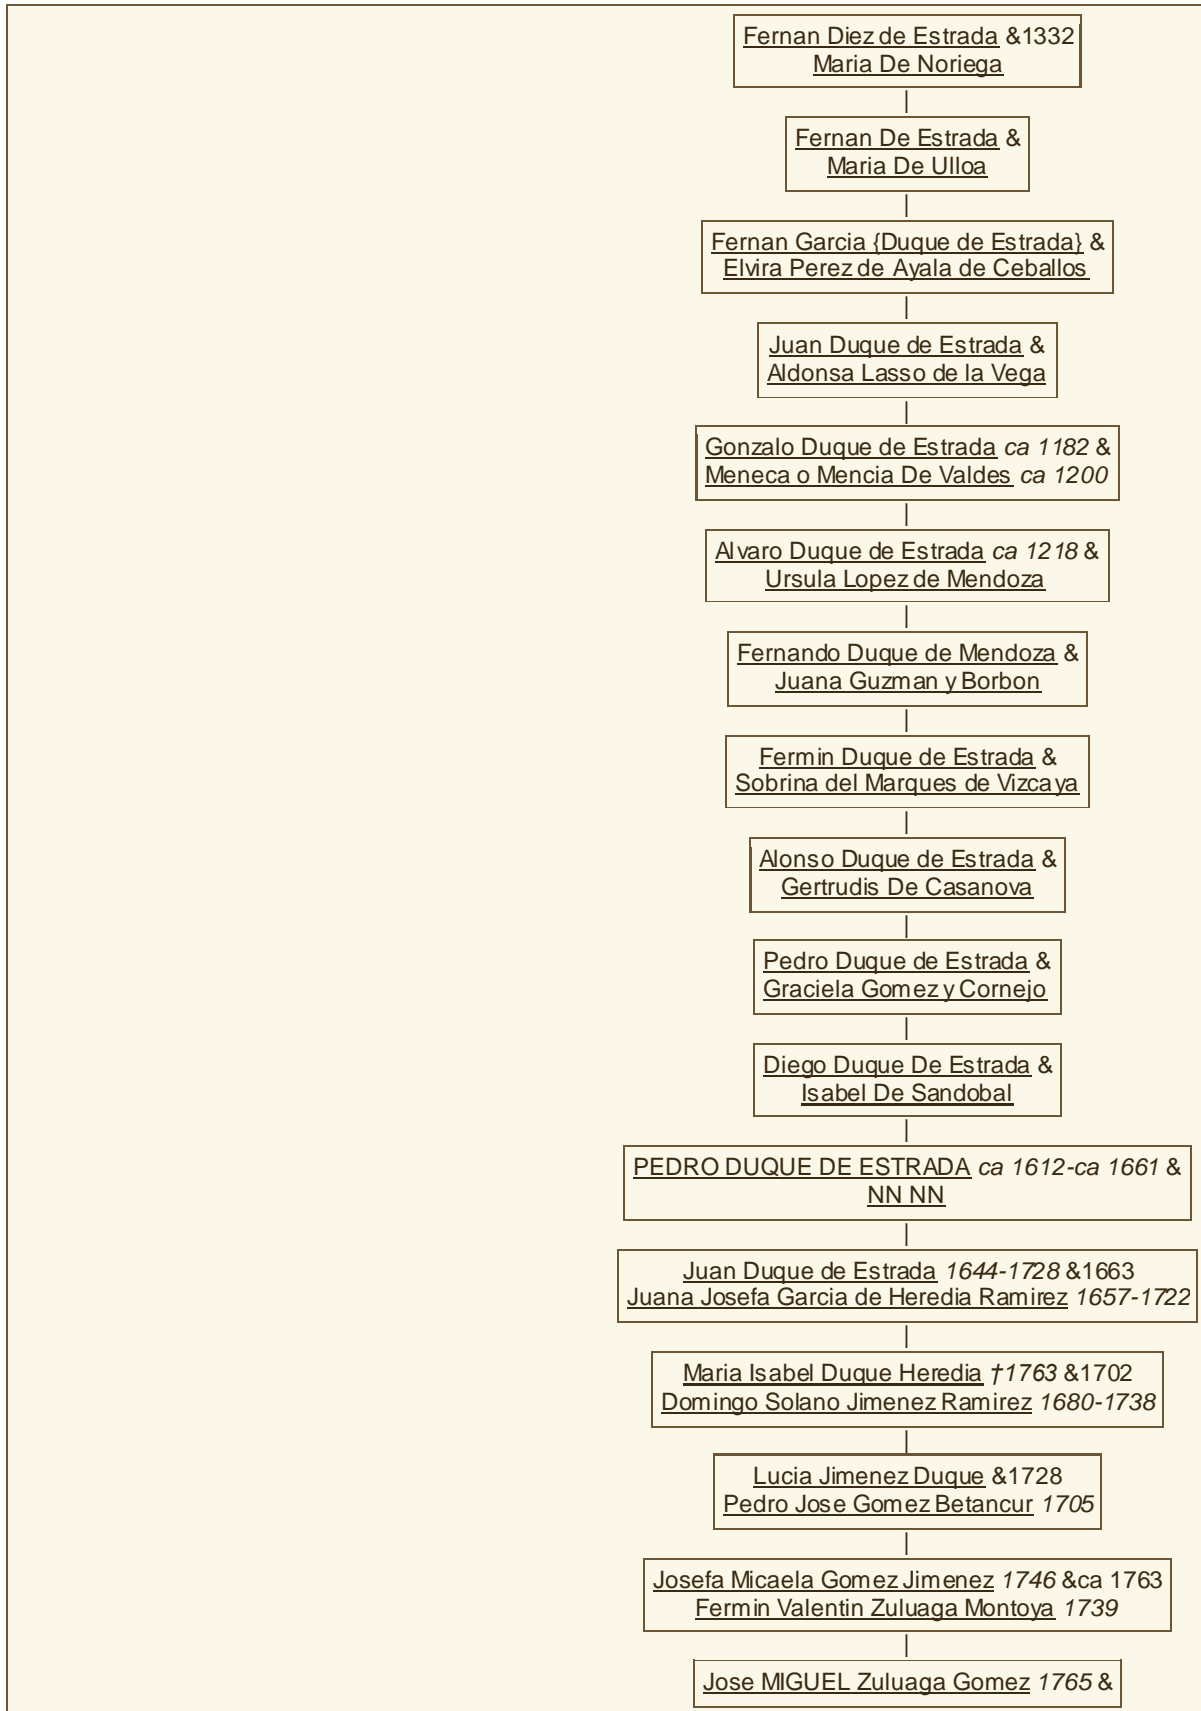 Fernan Diez de Estrada &1332
Maria De Noriega
Fernan De Estrada &
Maria De Ulloa
Fernan Garcia {Duque de Estrada} &
Elvira Perez de Ayala de Ceballos
Juan Duque de Estrada &
Aldonsa Lasso de la Vega
Gonzalo Duque de Estrada ca 1182 &
Meneca o Mencia De Valdes ca 1200
Alvaro Duque de Estrada ca 1218 &
Ursula Lopez de Mendoza
Fernando Duque de Mendoza &
Juana Guzman y Borbon
Fermin Duque de Estrada &
Sobrina del Marques de Vizcaya
Alonso Duque de Estrada &
Gertrudis De Casanova
Pedro Duque de Estrada &
Graciela Gomez y Cornejo
Diego Duque De Estrada &
Isabel De Sandobal
PEDRO DUQUE DE ESTRADA ca 1612-ca 1661 &
NN NN
Juan Duque de Estrada 1644-1728 &1663
Juana Josefa Garcia de Heredia Ramirez 1657-1722
Maria Isabel Duque Heredia †1763 &1702
Domingo Solano Jimenez Ramirez 1680-1738
Lucia Jimenez Duque &1728
Pedro Jose Gomez Betancur 1705
Josefa Micaela Gomez Jimenez 1746 &ca 1763
Fermin Valentin Zuluaga Montoya 1739
Jose MIGUEL Zuluaga Gomez 1765 &